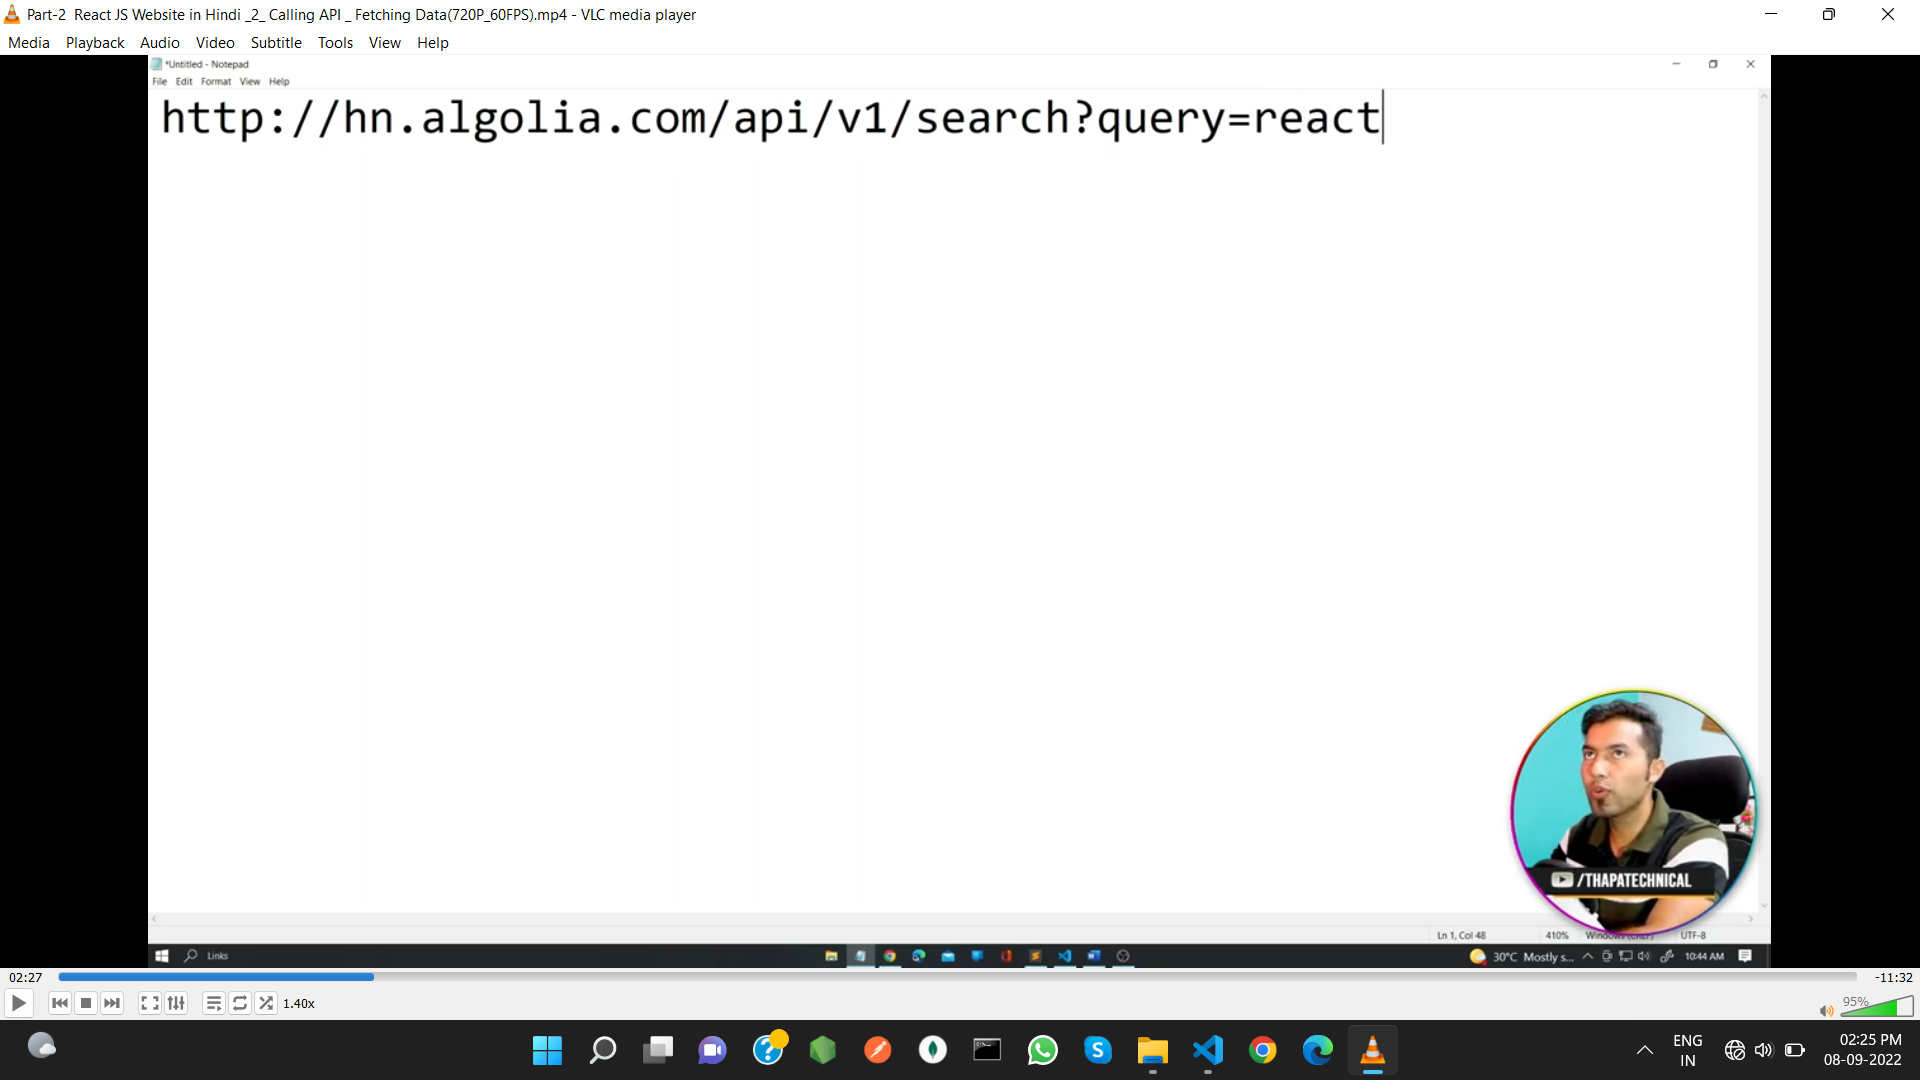 Part-2  React JS Website in Hindi _2_ Calling API _ Fetching Data(720P_60FPS).mp4 - VLC media player
Media Playback Audio Video Subtitle Tools View Help
*Untitled - Notepad
File Edit Format View Help
http://hn.algolia.com/api/v1/search?query=react
/THAPATECHNICAL
Ln 1, Col 48 410% UTF-8
Links 30°C Mostly s... 10:44 AM
02:27 -11:32
1.40x 95%
ENG 02:25 PM
IN 08-09-2022